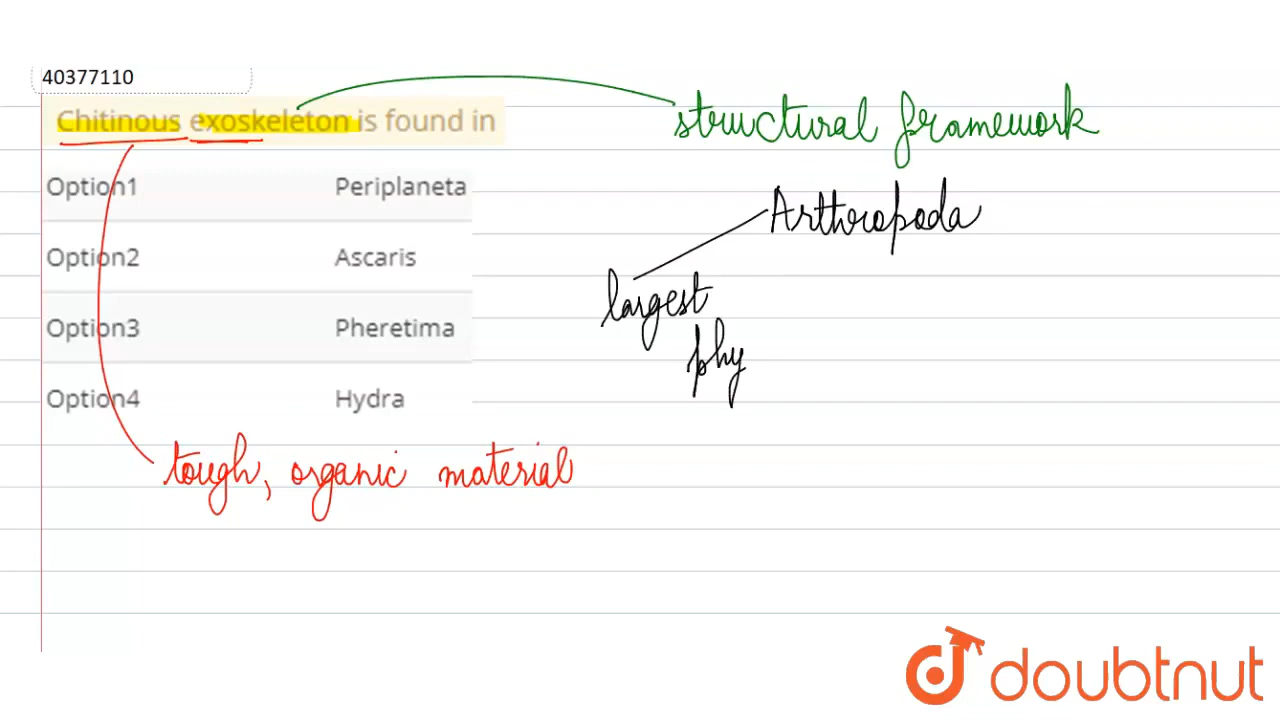 40377110
Chitinous exoskeleton is found in
structural framework
Option1 Periplaneta
Arthropoda
Option2 Ascaris
largest
Option3 Pheretima
phy
Option4 Hydra
tough, organic material
doubtnut